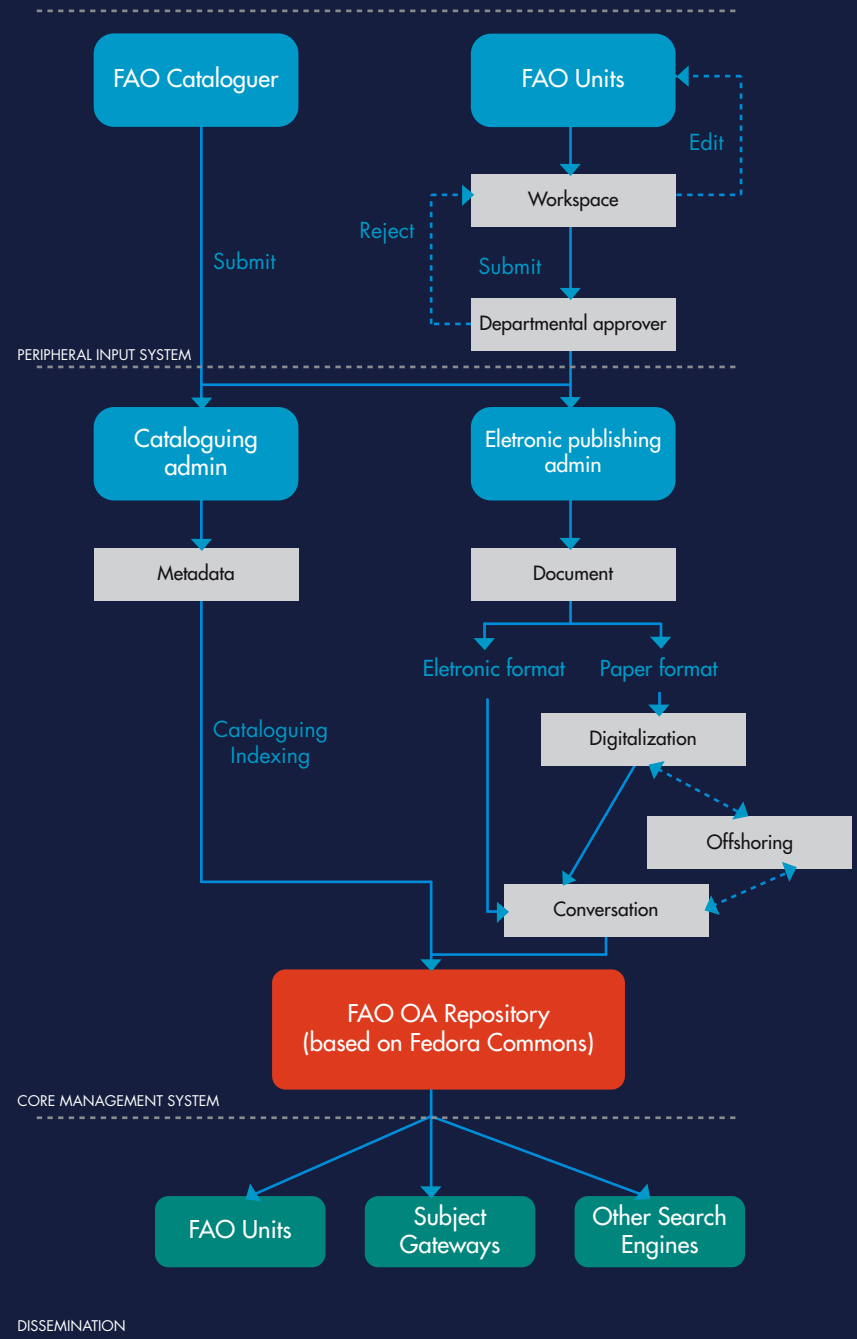 FAO Cataloguer
FAO Units
Edit
Workspace
Reject
Submit
Submit
Departmental approver
PERIPHERAL INPUT SYSTEM
Cataloguing
admin
Eletronic publishing
admin
Metadata
Document
Eletronic format
Paper format
Cataloguing
Indexing
Digitalization
Offshoring
Conversation
FAO OA Repository
(based on Fedora Commons)
CORE MANAGEMENT SYSTEM
FAO Units
Subject
Gateways
Other Search
Engines
DISSEMINATION